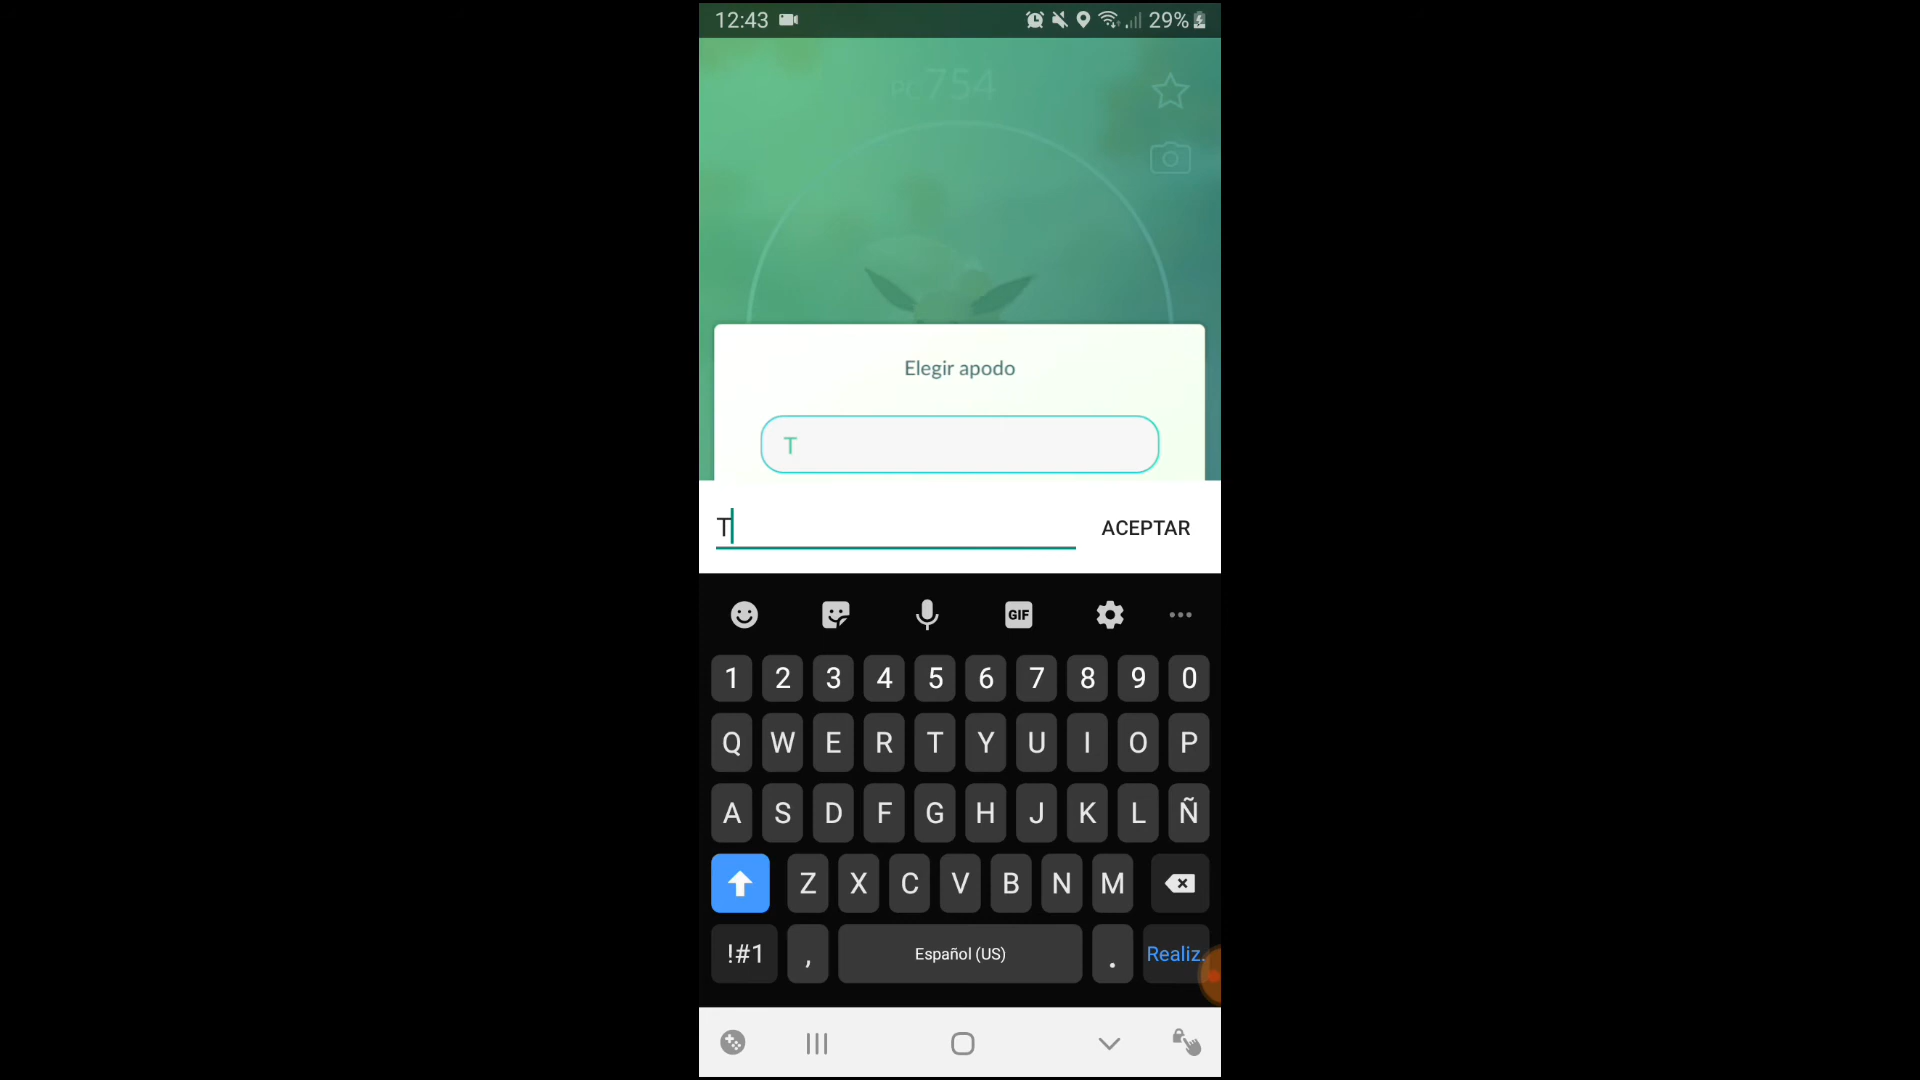 12:43 29%
PC754
Elegir apodo
T
T ACEPTAR
GIF
1 2 3 4 5 6 7 8 9 0
Q W E R T Y U I O P
A S D F G H J K L Ñ
Z X C V B N M
!#1 , Español (US) . Realiz.